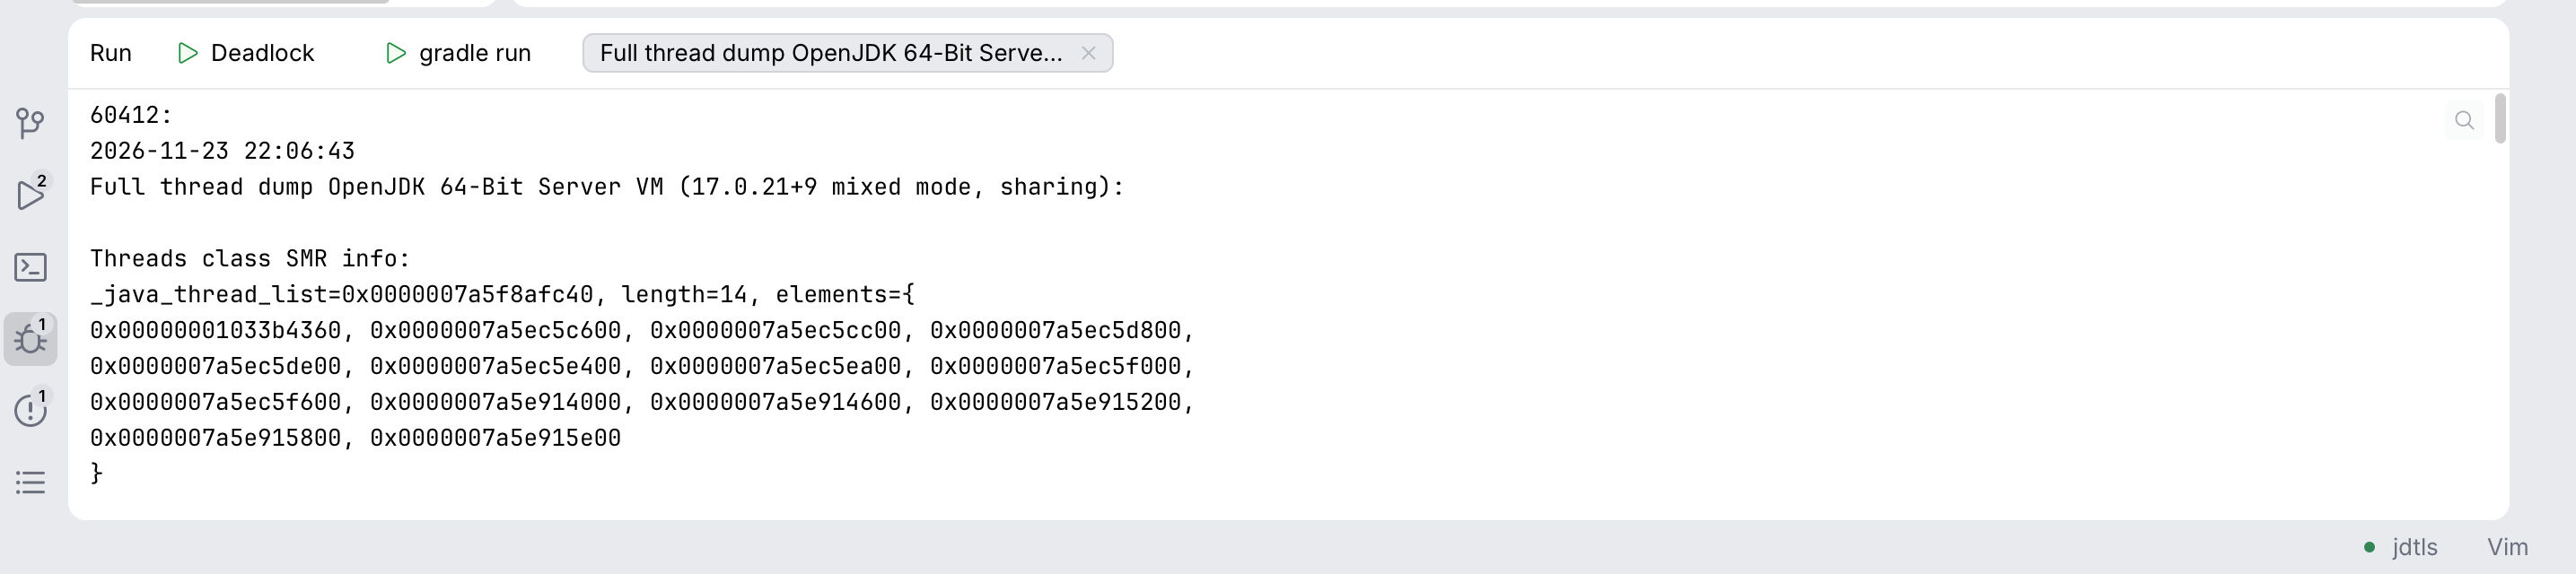 Run Deadlock gradle run Full thread dump OpenJDK 64-Bit Serve...
60412:
2026-11-23 22:06:43
Full thread dump OpenJDK 64-Bit Server VM (17.0.21+9 mixed mode, sharing):
Threads class SMR info:
_java_thread_list=0x0000007a5f8afc40, length=14, elements={
0x00000001033b4360, 0x0000007a5ec5c600, 0x0000007a5ec5cc00, 0x0000007a5ec5d800,
0x0000007a5ec5de00, 0x0000007a5ec5e400, 0x0000007a5ec5ea00, 0x0000007a5ec5f000,
0x0000007a5ec5f600, 0x0000007a5e914000, 0x0000007a5e914600, 0x0000007a5e915200,
0x0000007a5e915800, 0x0000007a5e915e00
}
2
1
1
jdtls Vim